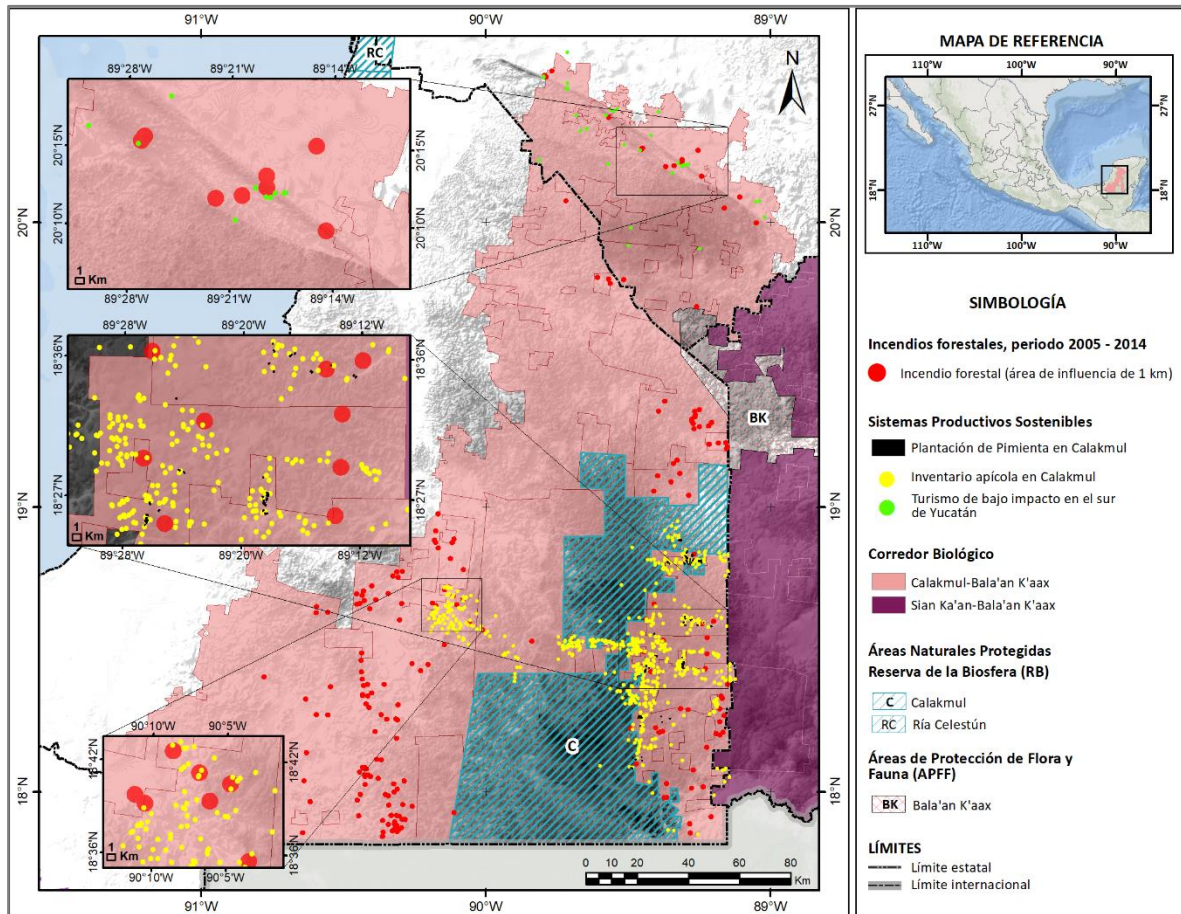 91°W
90°W
89°W
RC
N
89°28'W
89°21'W
89°14'W
20°15'N
20°15'N
20°10'N
20°10'N
1
Km
89°28'W
89°21'W
89°14'W
20°N
20°N
89°28'W
89°20'W
89°12'W
18°36'N
18°36'N
18°27'N
18°27'N
1
Km
89°28'W
89°20'W
89°12'W
BK
19°N
19°N
C
90°10'W
90°5'W
18°42'N
18°42'N
18°36'N
18°36'N
1
Km
90°10'W
90°5'W
18°N
18°N
0 10 20 40 60 80
Km
91°W
90°W
89°W
MAPA DE REFERENCIA
110°W
100°W
90°W
27°N
27°N
18°N
18°N
110°W
100°W
90°W
SIMBOLOGÍA
Incendios forestales, periodo 2005 - 2014
Incendio forestal (área de influencia de 1 km)
Sistemas Productivos Sostenibles
Plantación de Pimienta en Calakmul
Inventario apícola en Calakmul
Turismo de bajo impacto en el sur
de Yucatán
Corredor Biológico
Calakmul-Bala'an K'aax
Sian Ka'an-Bala'an K'aax
Áreas Naturales Protegidas
Reserva de la Biosfera (RB)
C Calakmul
RC Ría Celestún
Áreas de Protección de Flora y
Fauna (APFF)
BK Bala'an K'aax
LÍMITES
Límite estatal
Límite internacional